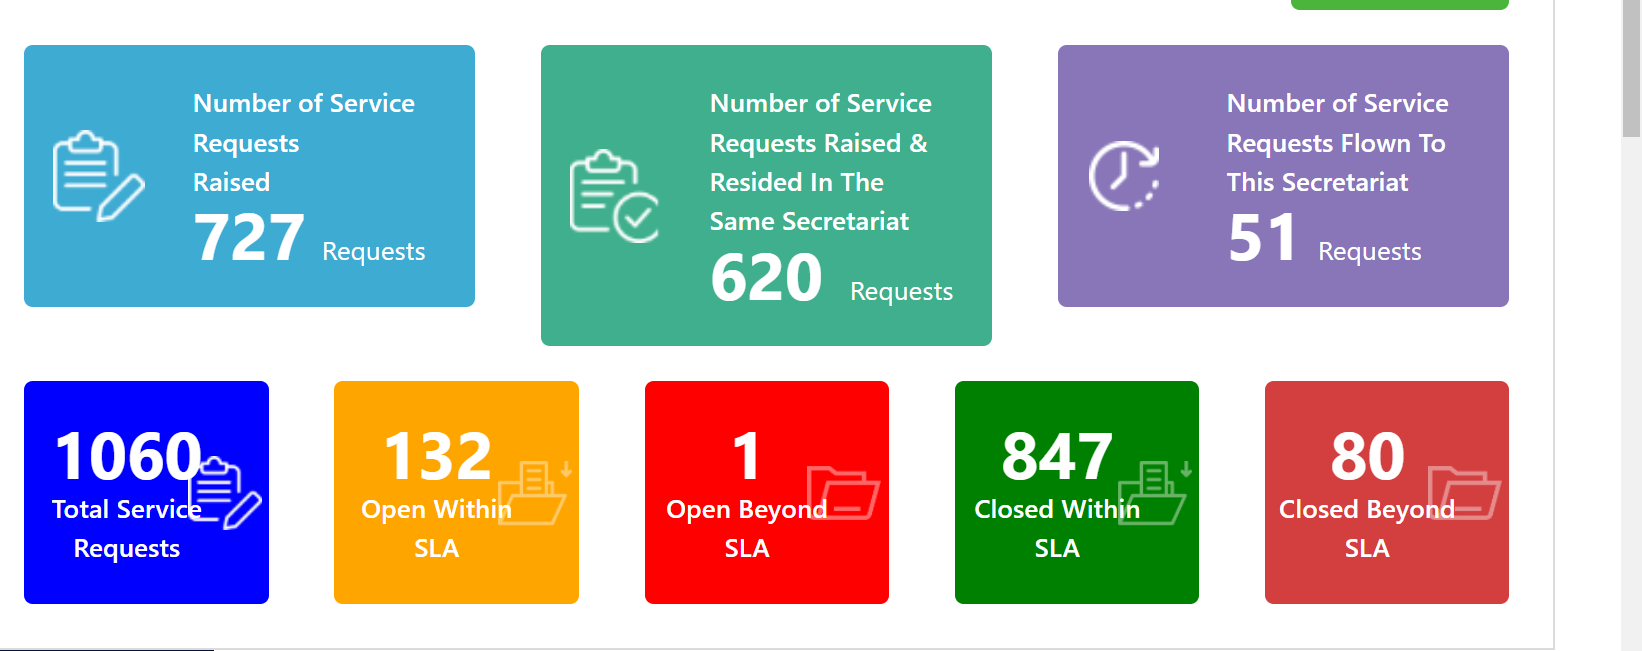 Number of Service
Requests
Raised
727 Requests
Number of Service
Requests Raised &
Resided In The
Same Secretariat
620 Requests
Number of Service
Requests Flown To
This Secretariat
51 Requests
1060
Total Service
Requests
132
Open Within
SLA
1
Open Beyond
SLA
847
Closed Within
SLA
80
Closed Beyond
SLA